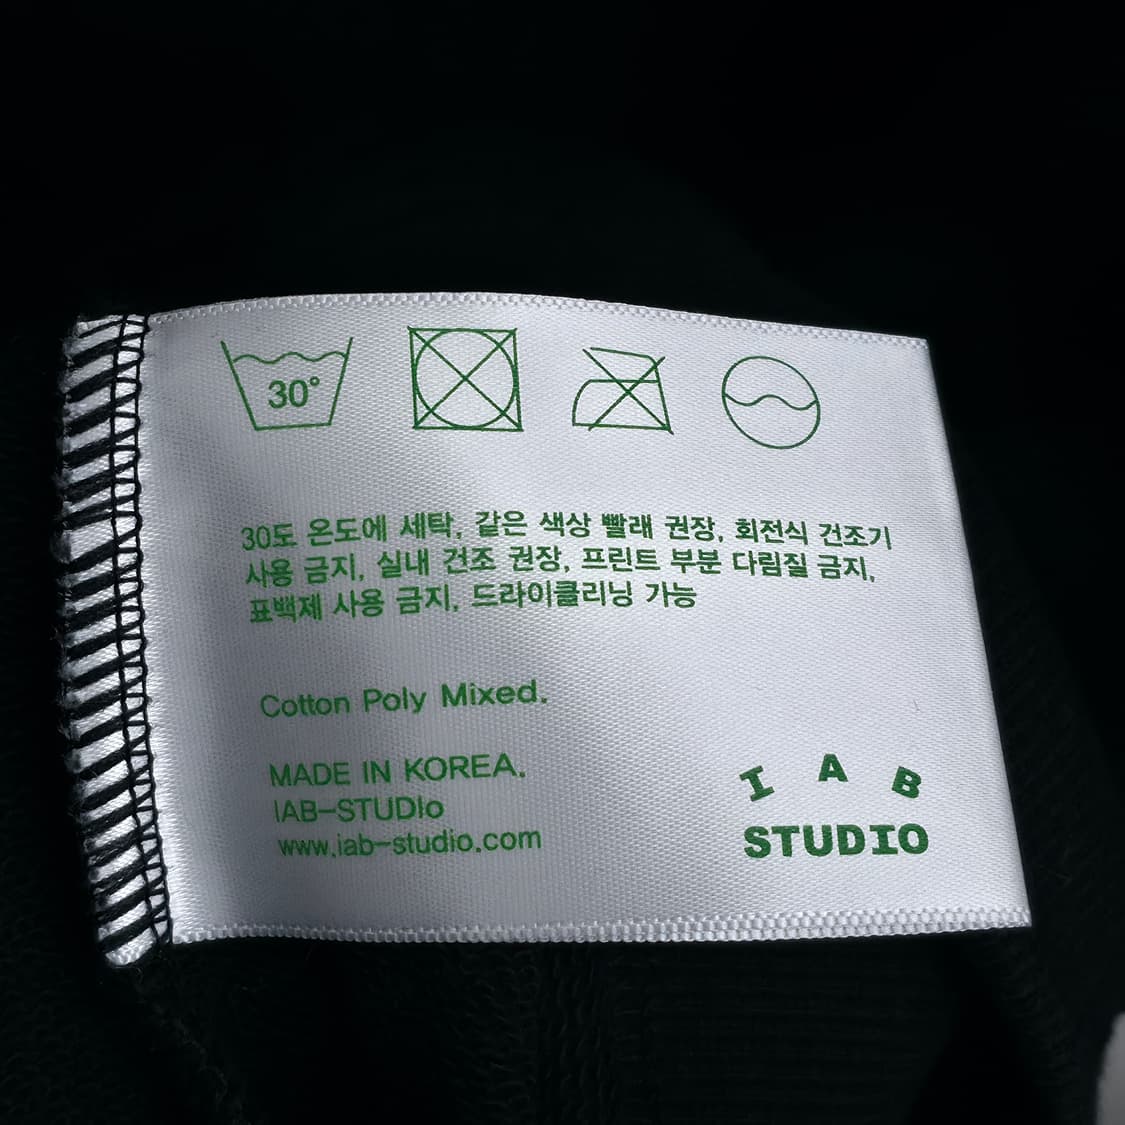 30°
30도 온도에 세탁, 같은 색상 빨래 권장, 회전식 건조기
사용 금지, 실내 건조 권장, 프린트 부분 다림질 금지,
표백제 사용 금지, 드라이클리닝 가능
Cotton Poly Mixed.
MADE IN KOREA.
IAB-STUDIo
www.iab-studio.com
I A B
STUDIO